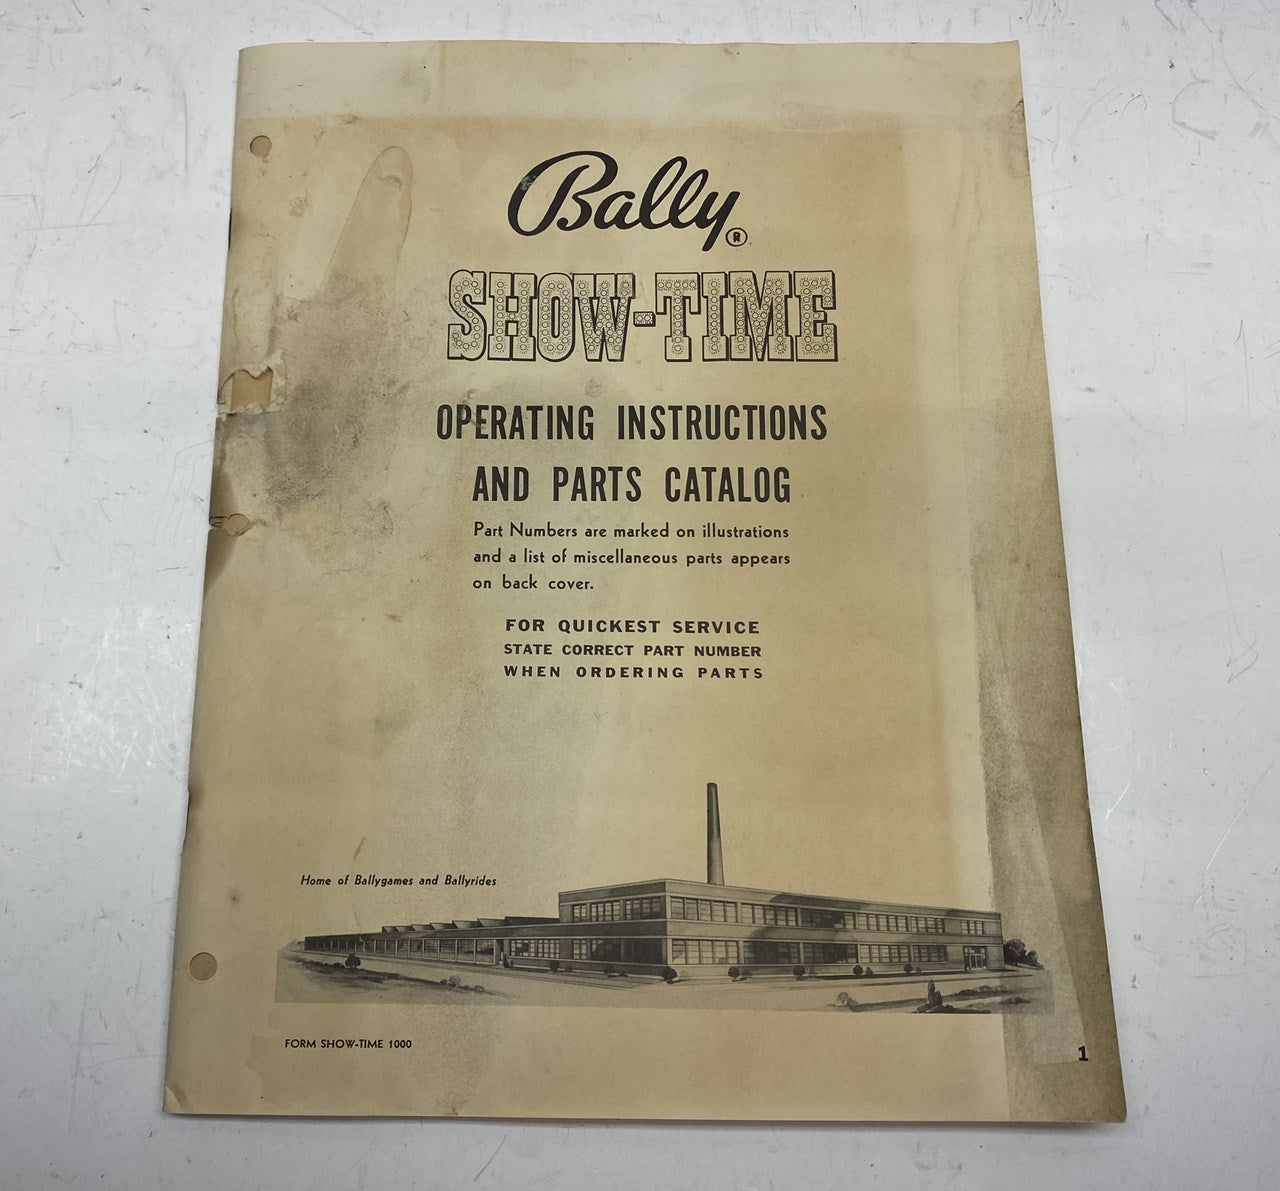 Bally®
SHOW-TIME
OPERATING INSTRUCTIONS
AND PARTS CATALOG
Part Numbers are marked on illustrations
and a list of miscellaneous parts appears
on back cover.
FOR QUICKEST SERVICE
STATE CORRECT PART NUMBER
WHEN ORDERING PARTS
Home of Ballygames and Ballyrides
FORM SHOW-TIME 1000
1